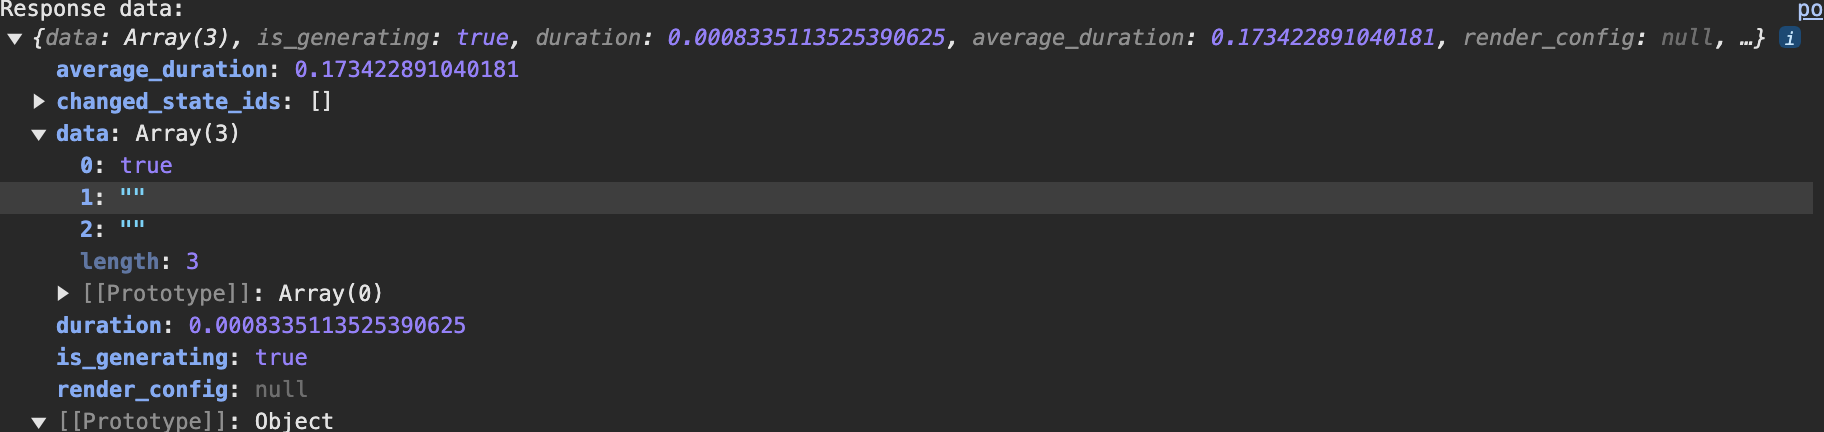 Response data: po
▼ {data: Array(3), is_generating: true, duration: 0.0008335113525390625, average_duration: 0.173422891040181, render_config: null, …} i
average_duration: 0.173422891040181
▶ changed_state_ids: []
▼ data: Array(3)
0: true
1: ""
2: ""
length: 3
▶ [[Prototype]]: Array(0)
duration: 0.0008335113525390625
is_generating: true
render_config: null
▼ [[Prototype]]: Object